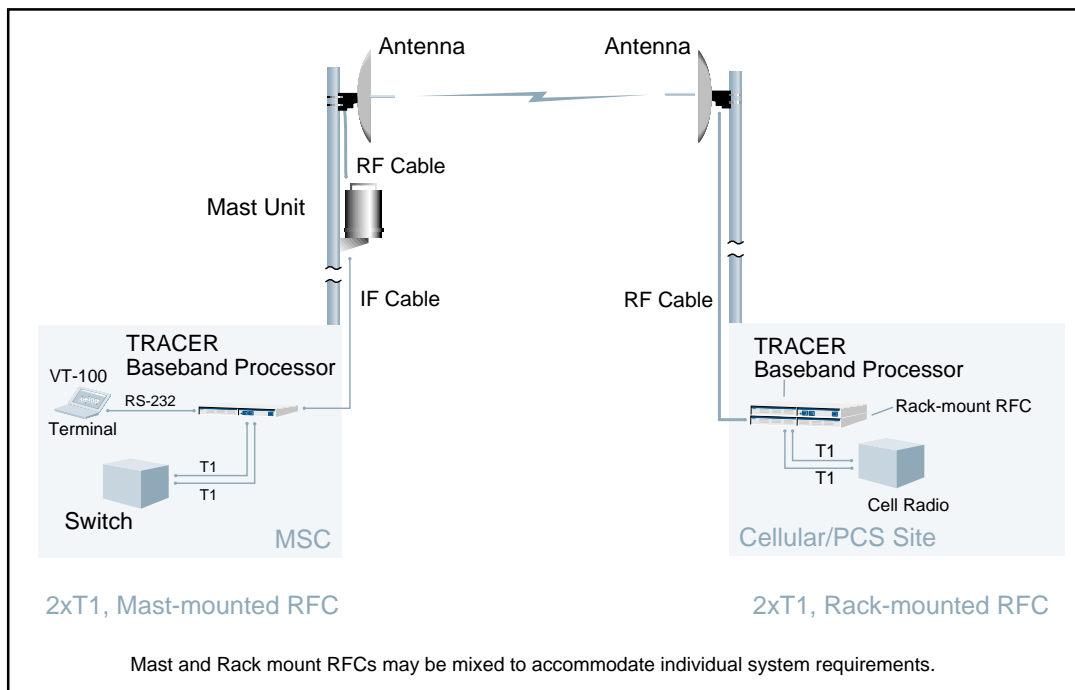 Antenna
Antenna
RF Cable
Mast Unit
IF Cable
RF Cable
TRACER
Baseband Processor
VT-100
RS-232
Terminal
T1
T1
Switch
MSC
TRACER
Baseband Processor
Rack-mount RFC
T1
T1
Cell Radio
Cellular/PCS Site
2xT1, Mast-mounted RFC
2xT1, Rack-mounted RFC
Mast and Rack mount RFCs may be mixed to accommodate individual system requirements.